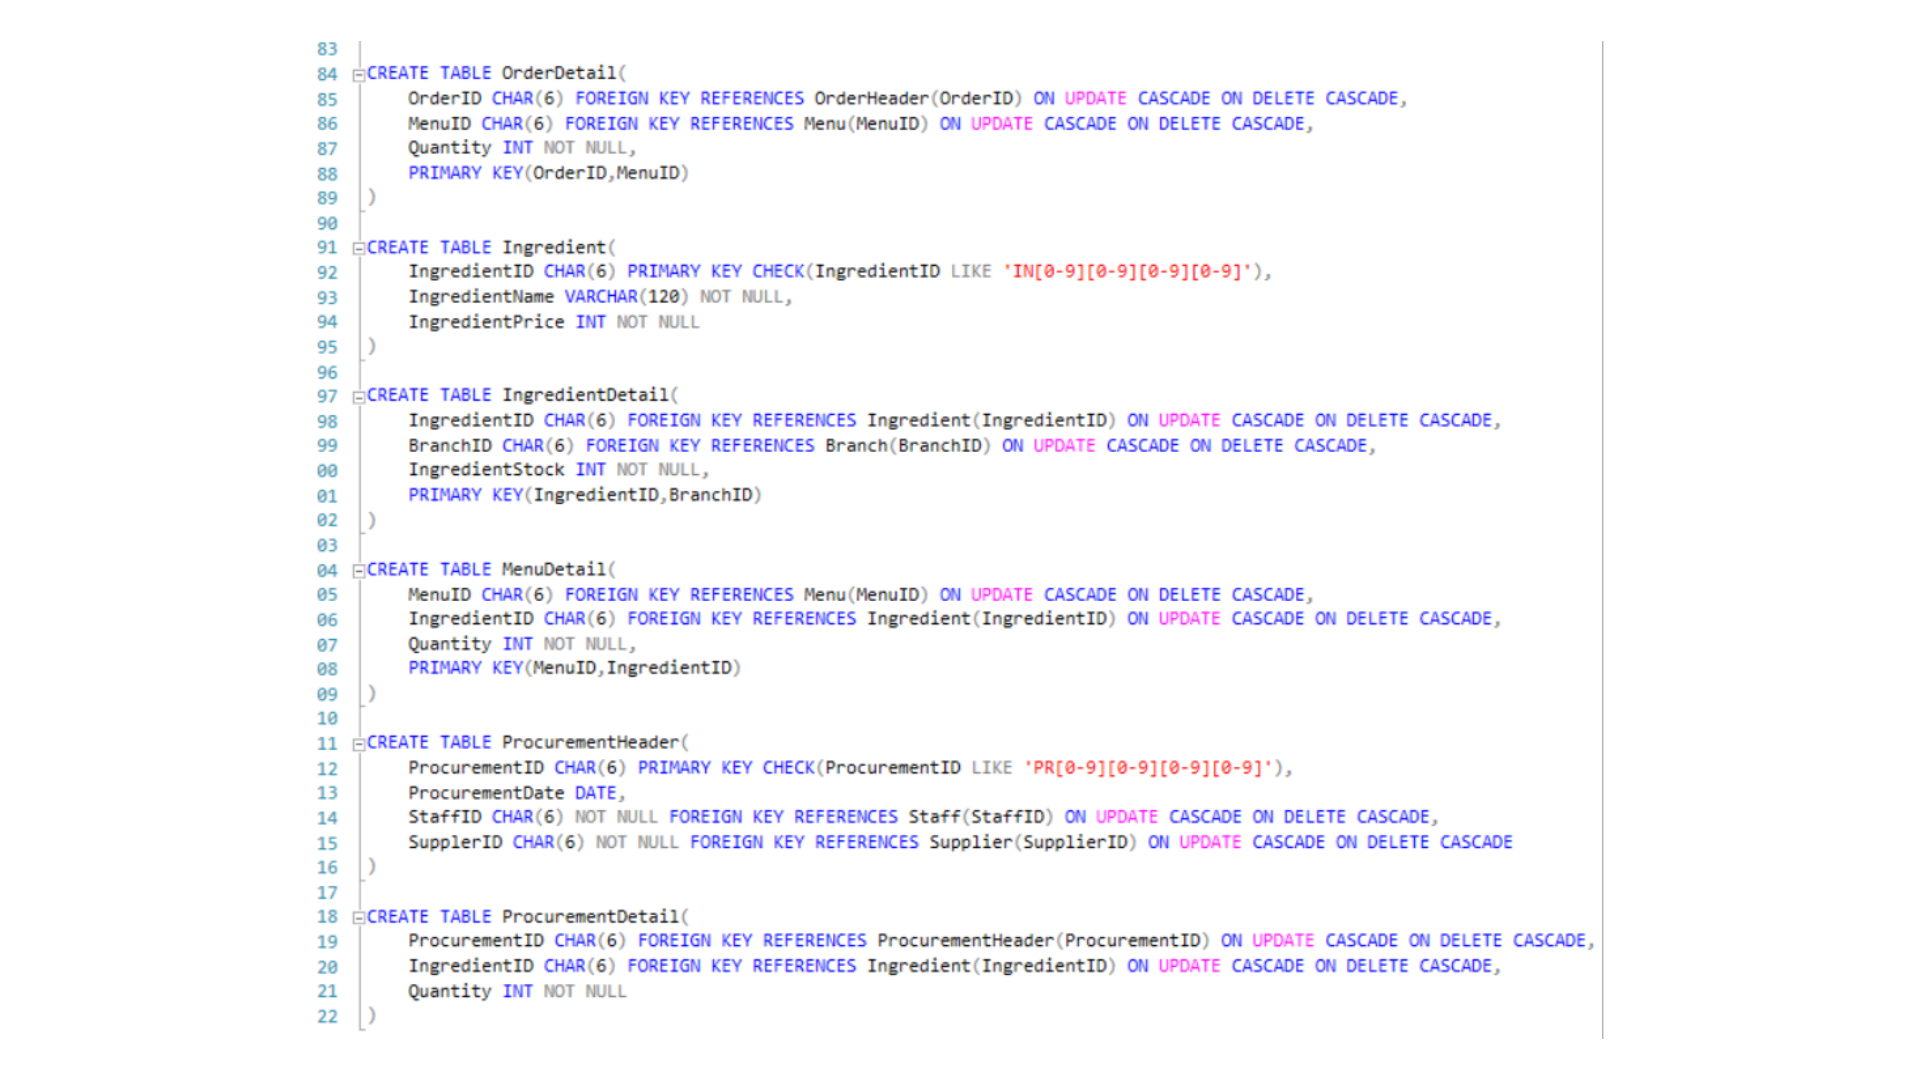 83
84 CREATE TABLE OrderDetail(
85 OrderID CHAR(6) FOREIGN KEY REFERENCES OrderHeader(OrderID) ON UPDATE CASCADE ON DELETE CASCADE,
86 MenuID CHAR(6) FOREIGN KEY REFERENCES Menu(MenuID) ON UPDATE CASCADE ON DELETE CASCADE,
87 Quantity INT NOT NULL,
88 PRIMARY KEY(OrderID,MenuID)
89 )
90
91 CREATE TABLE Ingredient(
92 IngredientID CHAR(6) PRIMARY KEY CHECK(IngredientID LIKE 'IN[0-9][0-9][0-9][0-9]'),
93 IngredientName VARCHAR(120) NOT NULL,
94 IngredientPrice INT NOT NULL
95 )
96
97 CREATE TABLE IngredientDetail(
98 IngredientID CHAR(6) FOREIGN KEY REFERENCES Ingredient(IngredientID) ON UPDATE CASCADE ON DELETE CASCADE,
99 BranchID CHAR(6) FOREIGN KEY REFERENCES Branch(BranchID) ON UPDATE CASCADE ON DELETE CASCADE,
00 IngredientStock INT NOT NULL,
01 PRIMARY KEY(IngredientID,BranchID)
02 )
03
04 CREATE TABLE MenuDetail(
05 MenuID CHAR(6) FOREIGN KEY REFERENCES Menu(MenuID) ON UPDATE CASCADE ON DELETE CASCADE,
06 IngredientID CHAR(6) FOREIGN KEY REFERENCES Ingredient(IngredientID) ON UPDATE CASCADE ON DELETE CASCADE,
07 Quantity INT NOT NULL,
08 PRIMARY KEY(MenuID,IngredientID)
09 )
10
11 CREATE TABLE ProcurementHeader(
12 ProcurementID CHAR(6) PRIMARY KEY CHECK(ProcurementID LIKE 'PR[0-9][0-9][0-9][0-9]'),
13 ProcurementDate DATE,
14 StaffID CHAR(6) NOT NULL FOREIGN KEY REFERENCES Staff(StaffID) ON UPDATE CASCADE ON DELETE CASCADE,
15 SupplerID CHAR(6) NOT NULL FOREIGN KEY REFERENCES Supplier(SupplierID) ON UPDATE CASCADE ON DELETE CASCADE
16 )
17
18 CREATE TABLE ProcurementDetail(
19 ProcurementID CHAR(6) FOREIGN KEY REFERENCES ProcurementHeader(ProcurementID) ON UPDATE CASCADE ON DELETE CASCADE,
20 IngredientID CHAR(6) FOREIGN KEY REFERENCES Ingredient(IngredientID) ON UPDATE CASCADE ON DELETE CASCADE,
21 Quantity INT NOT NULL
22 )